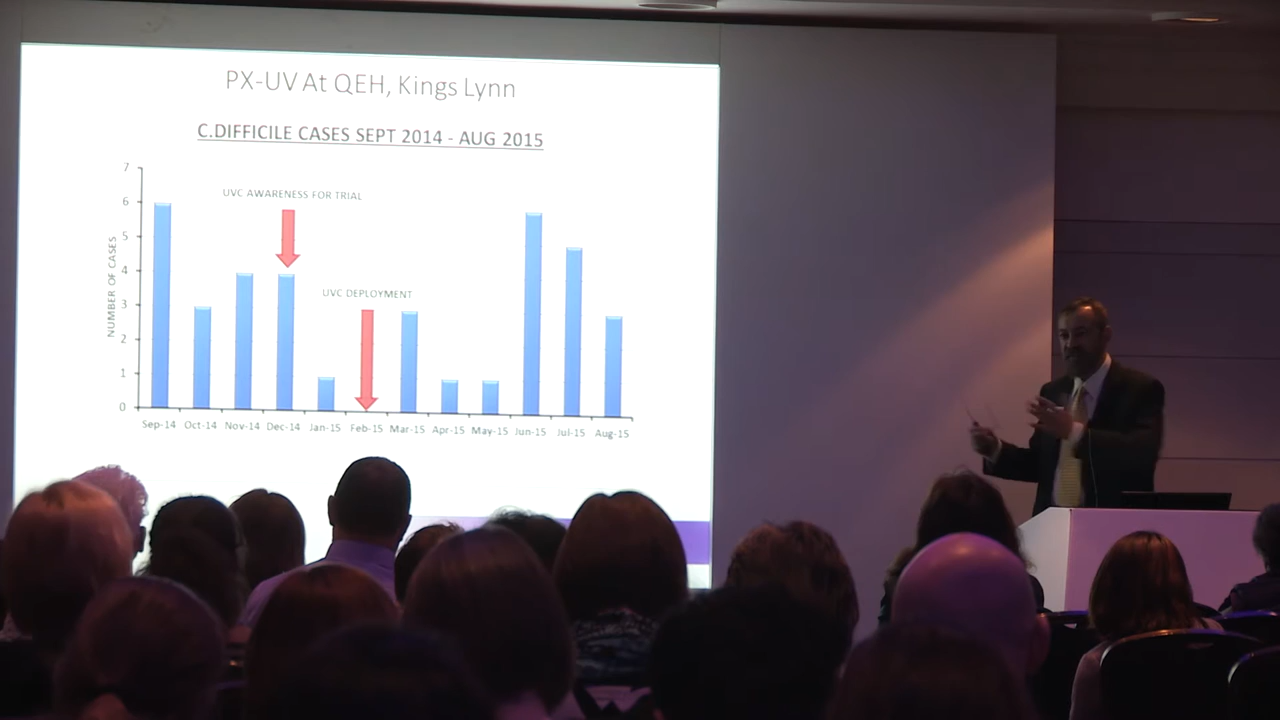 PX-UV At QEH, Kings Lynn
C.DIFFICILE CASES SEPT 2014 - AUG 2015
7
6
5
4
3
2
1
0
NUMBER OF CASES
UVC AWARENESS FOR TRIAL
UVC DEPLOYMENT
Sep-14 Oct-14 Nov-14 Dec-14 Jan-15 Feb-15 Mar-15 Apr-15 May-15 Jun-15 Jul-15 Aug-15